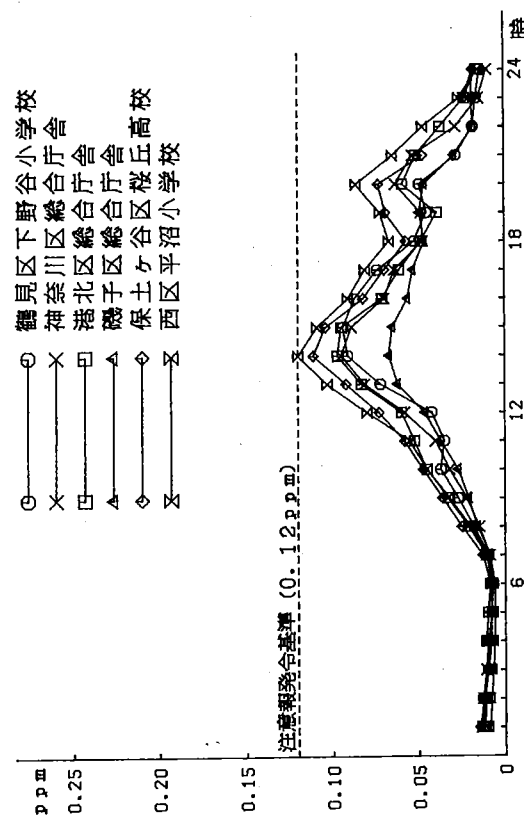 ppm
0.25
0.20
0.15
0.10
0.05
0
6
12
18
24
時
注意報発令基準 (0.12ppm)
鶴見区下野谷小学校
神奈川区総合庁舎
港北区総合庁舎
磯子区総合庁舎
保土ヶ谷区桜丘高校
西区平沼小学校